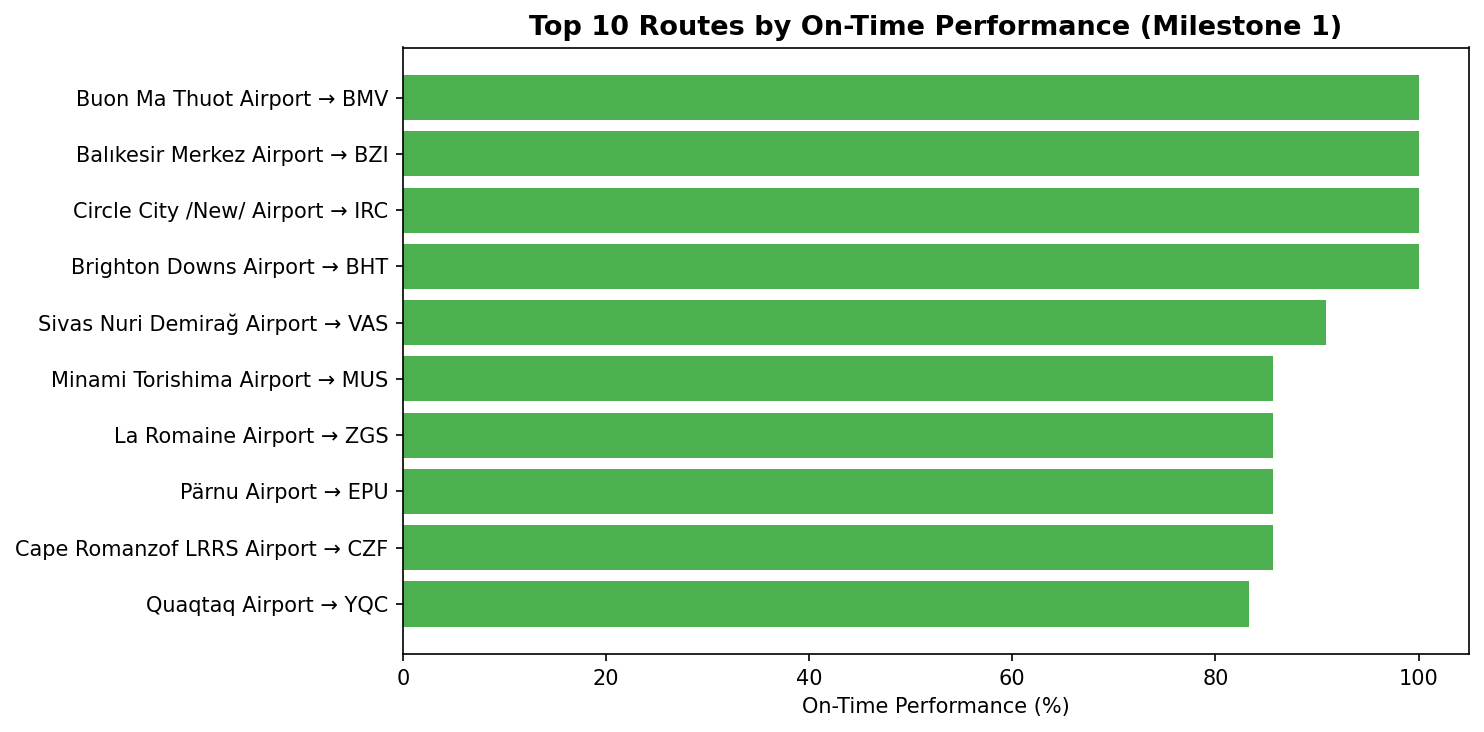 Top 10 Routes by On-Time Performance (Milestone 1)
Buon Ma Thuot Airport → BMV
Balıkesir Merkez Airport → BZI
Circle City /New/ Airport → IRC
Brighton Downs Airport → BHT
Sivas Nuri Demirağ Airport → VAS
Minami Torishima Airport → MUS
La Romaine Airport → ZGS
Pärnu Airport → EPU
Cape Romanzof LRRS Airport → CZF
Quaqtaq Airport → YQC
0 20 40 60 80 100
On-Time Performance (%)